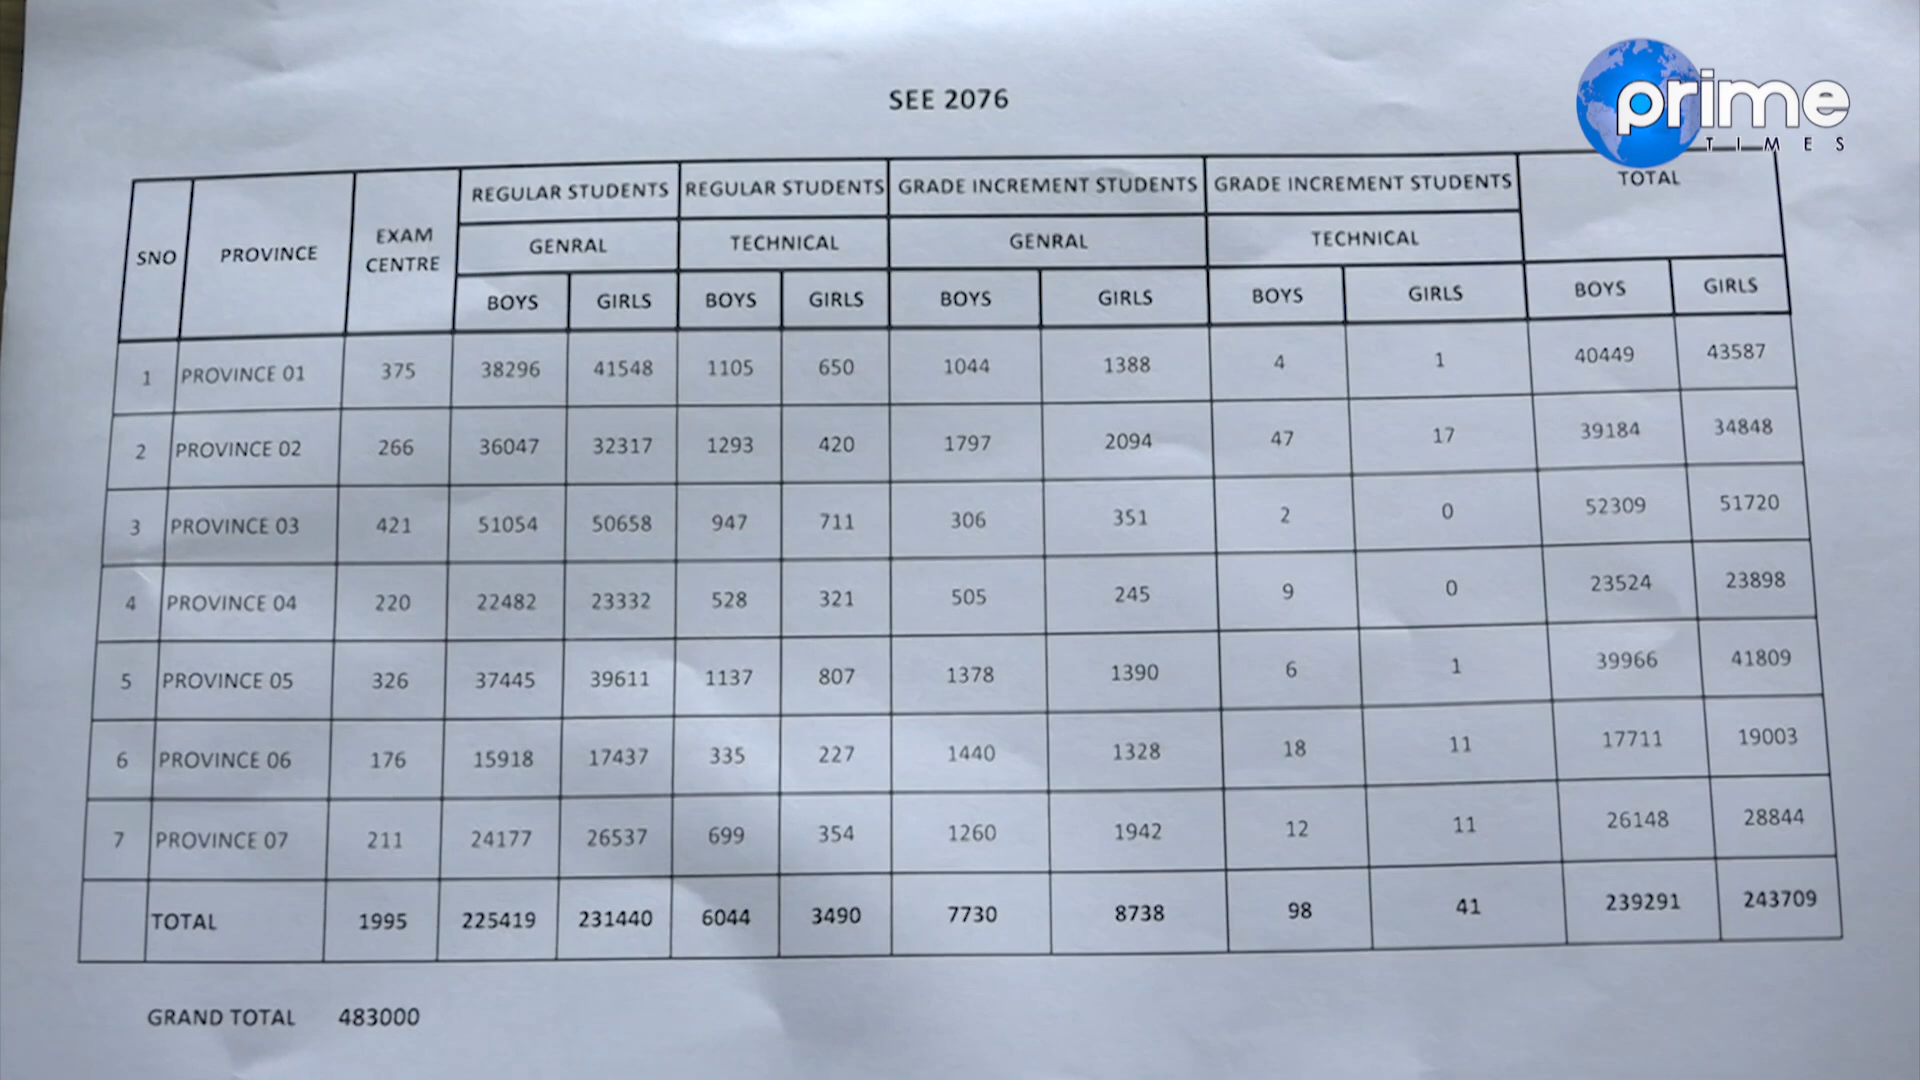 prime
TIMES
SEE 2076
SNO PROVINCE EXAM CENTRE REGULAR STUDENTS REGULAR STUDENTS GRADE INCREMENT STUDENTS GRADE INCREMENT STUDENTS TOTAL
GENRAL TECHNICAL GENRAL TECHNICAL
BOYS GIRLS BOYS GIRLS BOYS GIRLS BOYS GIRLS BOYS GIRLS
1 PROVINCE 01 375 38296 41548 1105 650 1044 1388 4 1 40449 43587
2 PROVINCE 02 266 36047 32317 1293 420 1797 2094 47 17 39184 34848
3 PROVINCE 03 421 51054 50658 947 711 306 351 2 0 52309 51720
4 PROVINCE 04 220 22482 23332 528 321 505 245 9 0 23524 23898
5 PROVINCE 05 326 37445 39611 1137 807 1378 1390 6 1 39966 41809
6 PROVINCE 06 176 15918 17437 335 227 1440 1328 18 11 17711 19003
7 PROVINCE 07 211 24177 26537 699 354 1260 1942 12 11 26148 28844
TOTAL 1995 225419 231440 6044 3490 7730 8738 98 41 239291 243709
GRAND TOTAL 483000